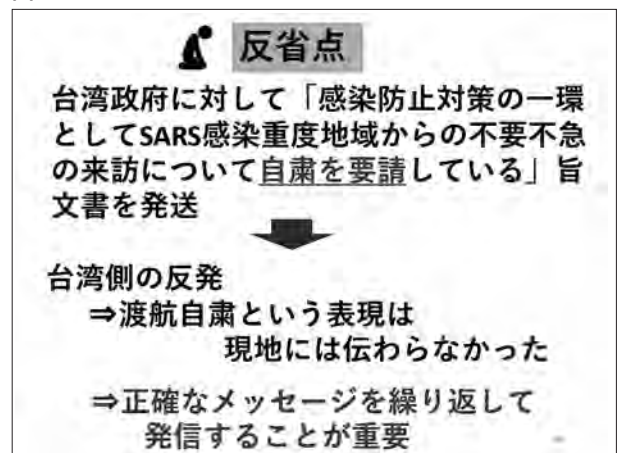 反省点
台湾政府に対して「感染防止対策の一環
としてSARS感染重度地域からの不要不急
の来訪について自粛を要請している」旨
文書を発送
台湾側の反発
⇒渡航自粛という表現は
現地には伝わらなかった
⇒正確なメッセージを繰り返して
発信することが重要